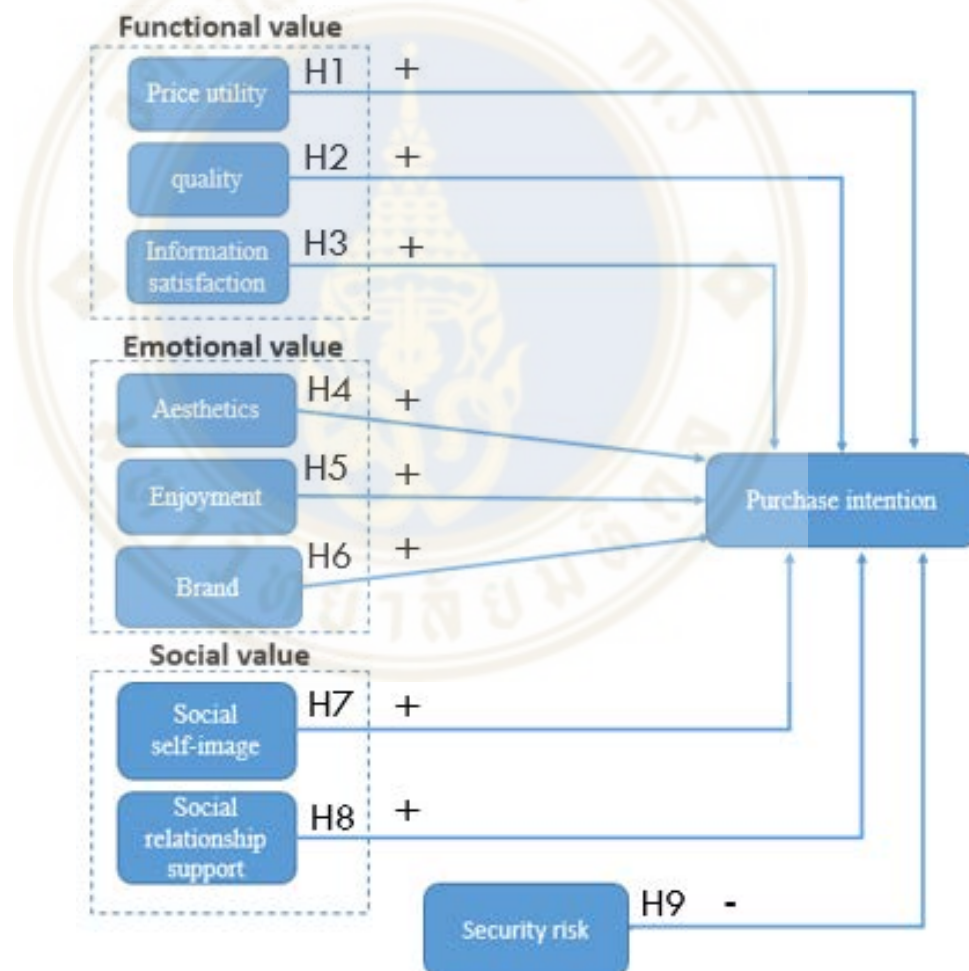 Functional value
Price utility
H1 +
quality
H2 +
Information
satisfaction
H3 +
Emotional value
Aesthetics
H4 +
Enjoyment
H5 +
Brand
H6 +
Purchase intention
Social value
Social
self-image
H7 +
Social
relationship
support
H8 +
Security risk
H9 -